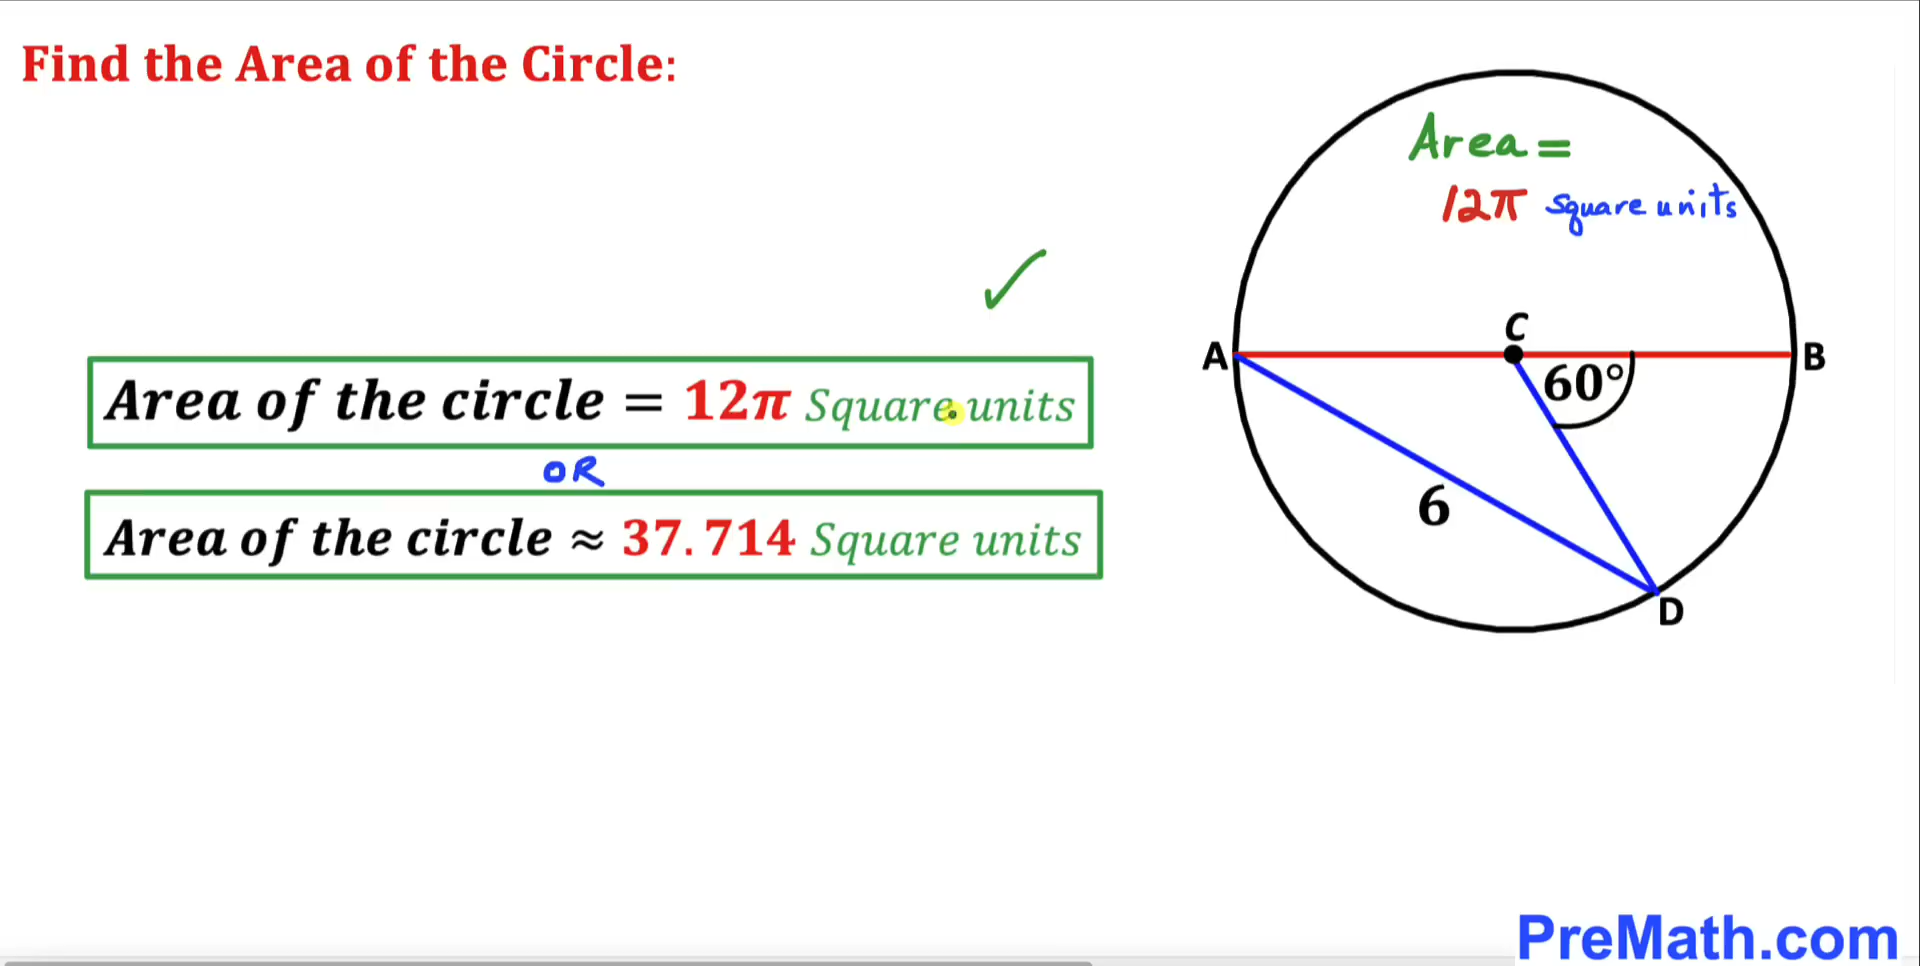 Find the Area of the Circle:
Area =
12π square units
Area of the circle = 12π Square units
OR
Area of the circle ≈ 37.714 Square units
A
C
B
60°
6
D
PreMath.com